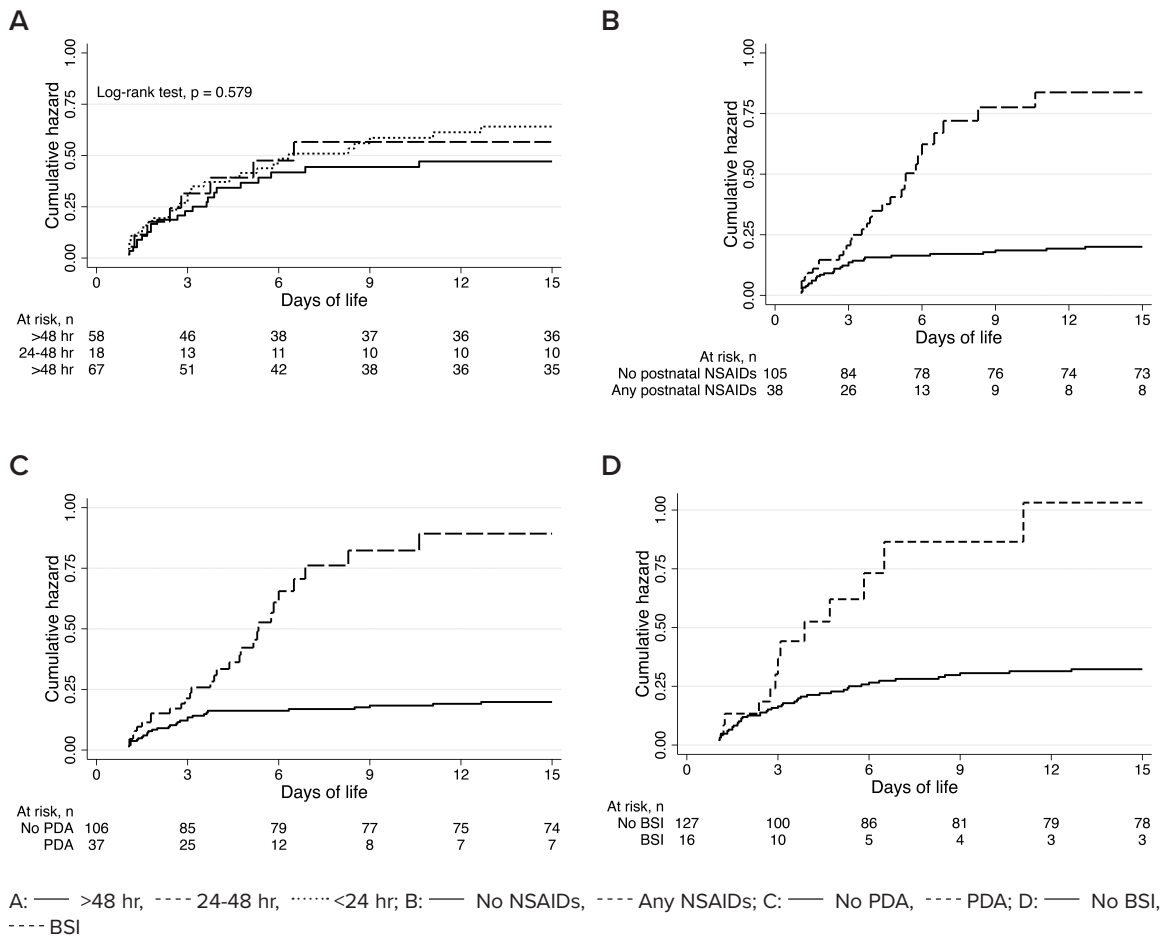 A
Cumulative hazard
1.00
0.75
0.50
0.25
0.00
Log-rank test, p = 0.579
0 3 6 9 12 15
Days of life
At risk, n
>48 hr 58 46 38 37 36 36
24-48 hr 18 13 11 10 10 10
>48 hr 67 51 42 38 36 35
B
Cumulative hazard
1.00
0.75
0.50
0.25
0.00
0 3 6 9 12 15
Days of life
At risk, n
No postnatal NSAIDs 105 84 78 76 74 73
Any postnatal NSAIDs 38 26 13 9 8 8
C
Cumulative hazard
1.00
0.75
0.50
0.25
0.00
0 3 6 9 12 15
Days of life
At risk, n
No PDA 106 85 79 77 75 74
PDA 37 25 12 8 7 7
D
Cumulative hazard
1.00
0.75
0.50
0.25
0.00
0 3 6 9 12 15
Days of life
At risk, n
No BSI 127 100 86 81 79 78
BSI 16 10 5 4 3 3
A: >48 hr, 24-48 hr, <24 hr; B: No NSAIDs, Any NSAIDs; C: No PDA, PDA; D: No BSI,
BSI